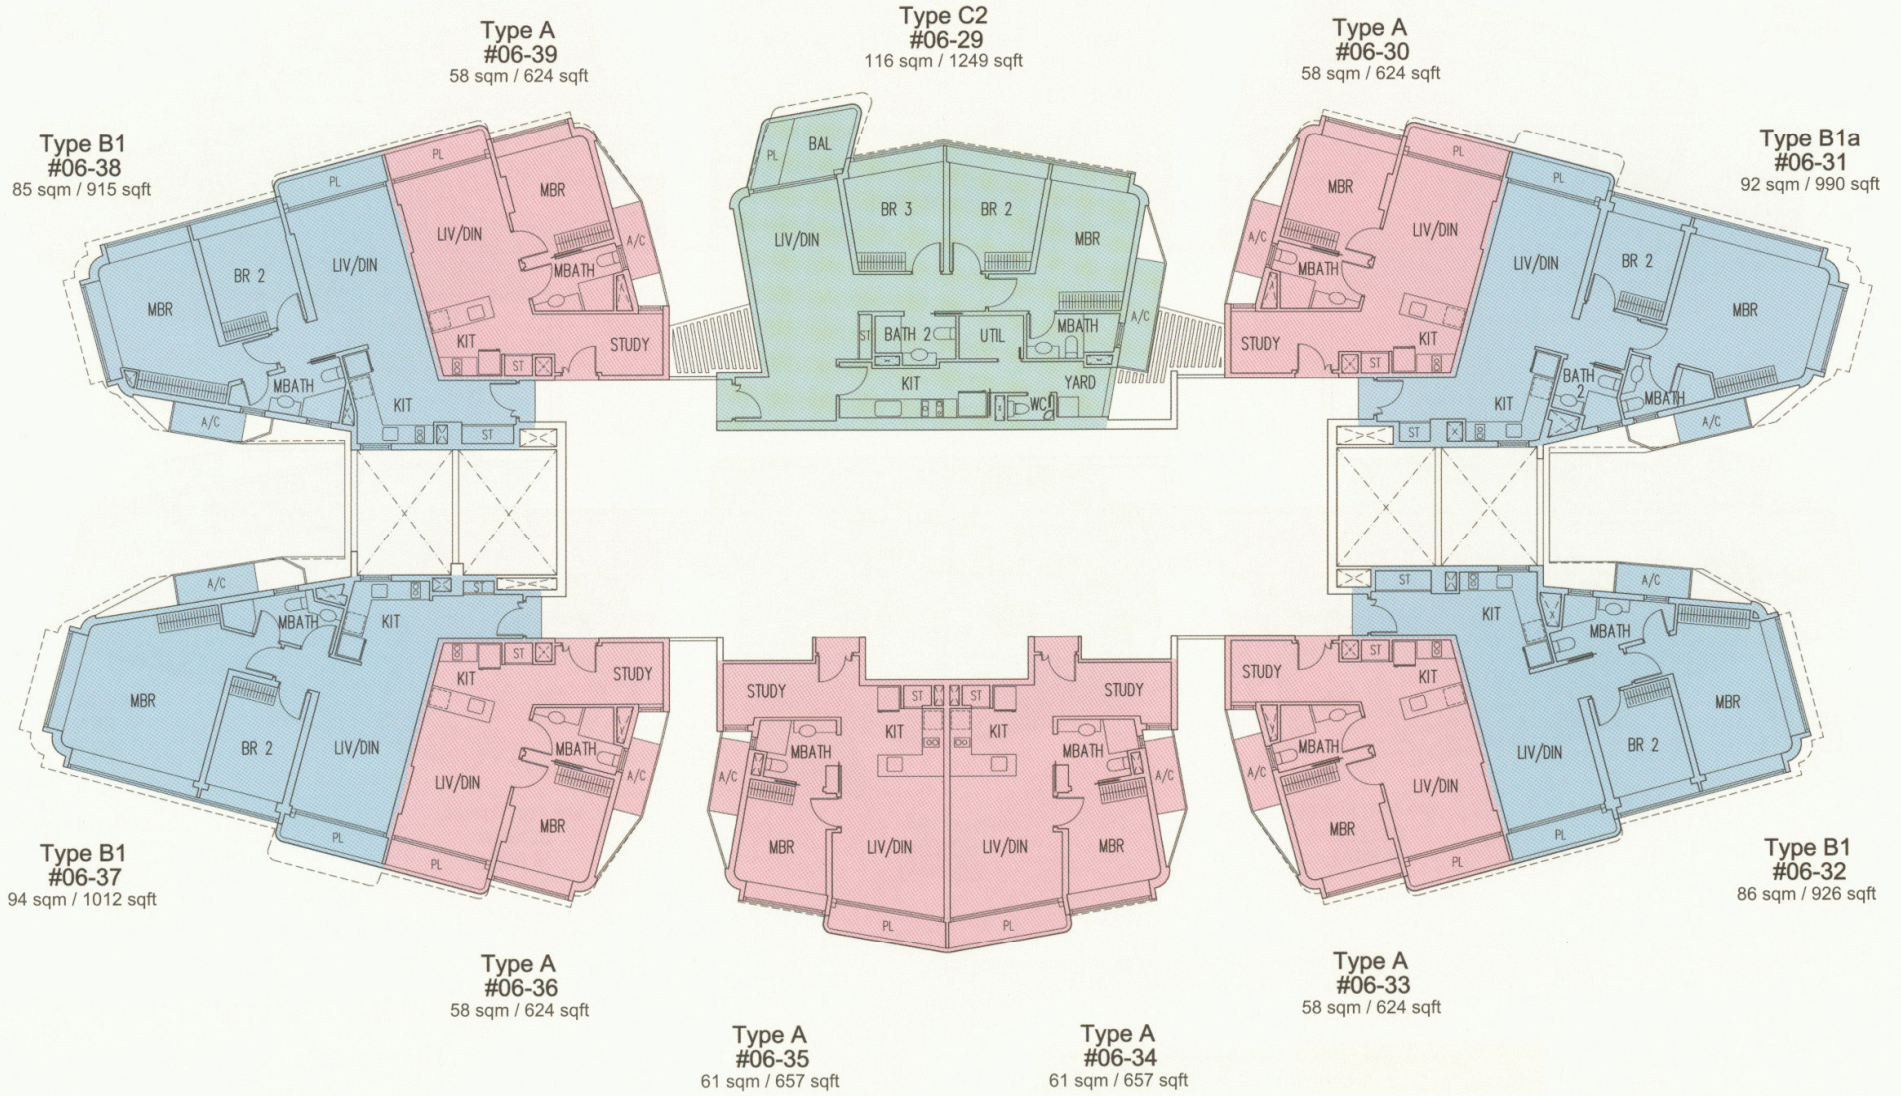 Type C2
#06-29
116 sqm / 1249 sqft
Type A
#06-39
58 sqm / 624 sqft
Type A
#06-30
58 sqm / 624 sqft
Type B1
#06-38
85 sqm / 915 sqft
Type B1a
#06-31
92 sqm / 990 sqft
PL
PL
MBR
LIV/DIN
A/C
MBATH
BR 2
LIV/DIN
MBR
KIT
ST
STUDY
MBATH
KIT
A/C
ST
BAL
PL
BR 3
BR 2
LIV/DIN
MBR
ST
BATH 2
UTIL
MBATH
A/C
KIT
YARD
WC
PL
PL
MBR
LIV/DIN
A/C
MBATH
LIV/DIN
BR 2
MBR
KIT
STUDY
ST
BATH
2
MBATH
KIT
A/C
ST
A/C
ST
MBATH
KIT
MBR
BR 2
LIV/DIN
PL
ST
KIT
STUDY
MBATH
A/C
LIV/DIN
MBR
PL
STUDY
ST
KIT
MBATH
A/C
MBR
LIV/DIN
PL
ST
STUDY
KIT
MBATH
A/C
LIV/DIN
MBR
PL
ST
A/C
KIT
MBATH
STUDY
ST
KIT
MBR
MBATH
A/C
LIV/DIN
BR 2
LIV/DIN
MBR
PL
PL
Type B1
#06-37
94 sqm / 1012 sqft
Type B1
#06-32
86 sqm / 926 sqft
Type A
#06-36
58 sqm / 624 sqft
Type A
#06-33
58 sqm / 624 sqft
Type A
#06-35
61 sqm / 657 sqft
Type A
#06-34
61 sqm / 657 sqft